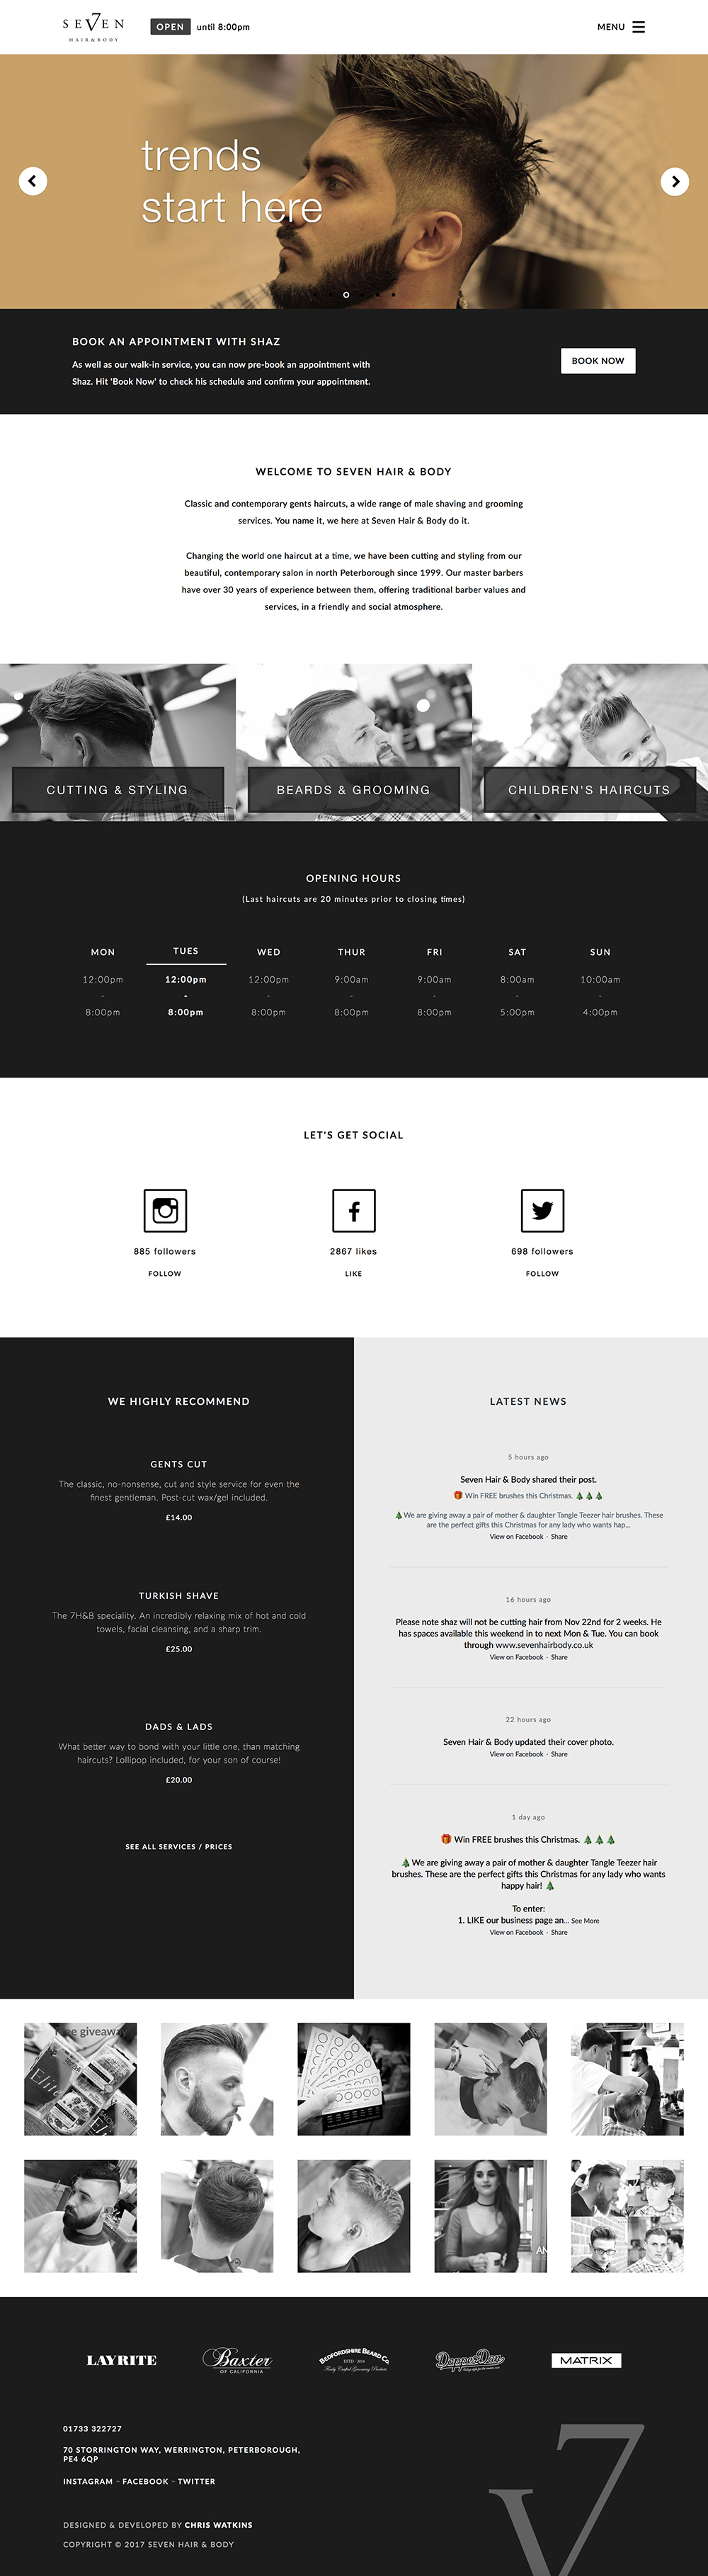 SEVEN
HAIR&BODY
OPEN until 8:00pm
MENU
trends
start here
BOOK AN APPOINTMENT WITH SHAZ
As well as our walk-in service, you can now pre-book an appointment with
Shaz. Hit 'Book Now' to check his schedule and confirm your appointment.
BOOK NOW
WELCOME TO SEVEN HAIR & BODY
Classic and contemporary gents haircuts, a wide range of male shaving and grooming
services. You name it, we here at Seven Hair & Body do it.
Changing the world one haircut at a time, we have been cutting and styling from our
beautiful, contemporary salon in north Peterborough since 1999. Our master barbers
have over 30 years of experience between them, offering traditional barber values and
services, in a friendly and social atmosphere.
CUTTING & STYLING
BEARDS & GROOMING
CHILDREN'S HAIRCUTS
OPENING HOURS
(Last haircuts are 20 minutes prior to closing times)
MON TUES WED THUR FRI SAT SUN
12:00pm 12:00pm 12:00pm 9:00am 9:00am 8:00am 10:00am
- - - - - - -
8:00pm 8:00pm 8:00pm 8:00pm 8:00pm 5:00pm 4:00pm
LET'S GET SOCIAL
885 followers 2867 likes 698 followers
FOLLOW LIKE FOLLOW
WE HIGHLY RECOMMEND
GENTS CUT
The classic, no-nonsense, cut and style service for even the
finest gentleman. Post-cut wax/gel included.
£14.00
TURKISH SHAVE
The 7H&B speciality. An incredibly relaxing mix of hot and cold
towels, facial cleansing, and a sharp trim.
£25.00
DADS & LADS
What better way to bond with your little one, than matching
haircuts? Lollipop included, for your son of course!
£20.00
SEE ALL SERVICES / PRICES
LATEST NEWS
5 hours ago
Seven Hair & Body shared their post.
🎁 Win FREE brushes this Christmas. 🎄🎄🎄
🎄We are giving away a pair of mother & daughter Tangle Teezer hair brushes. These
are the perfect gifts this Christmas for any lady who wants hap...
View on Facebook · Share
16 hours ago
Please note shaz will not be cutting hair from Nov 22nd for 2 weeks. He
has spaces available this weekend in to next Mon & Tue. You can book
through www.sevenhairbody.co.uk
View on Facebook · Share
22 hours ago
Seven Hair & Body updated their cover photo.
View on Facebook · Share
1 day ago
🎁 Win FREE brushes this Christmas. 🎄🎄🎄
🎄We are giving away a pair of mother & daughter Tangle Teezer hair
brushes. These are the perfect gifts this Christmas for any lady who wants
happy hair! 🎄
To enter:
1. LIKE our business page an... See More
View on Facebook · Share
giveaway
Elite
LAYRITE
Baxter
OF CALIFORNIA
BEDFORDSHIRE BEARD CO
ESTD - 2014
Finely Crafted Grooming Products
Dapper Dan
MATRIX
01733 322727
70 STORRINGTON WAY, WERRINGTON, PETERBOROUGH,
PE4 6QP
INSTAGRAM - FACEBOOK - TWITTER
DESIGNED & DEVELOPED BY CHRIS WATKINS
COPYRIGHT © 2017 SEVEN HAIR & BODY
V7